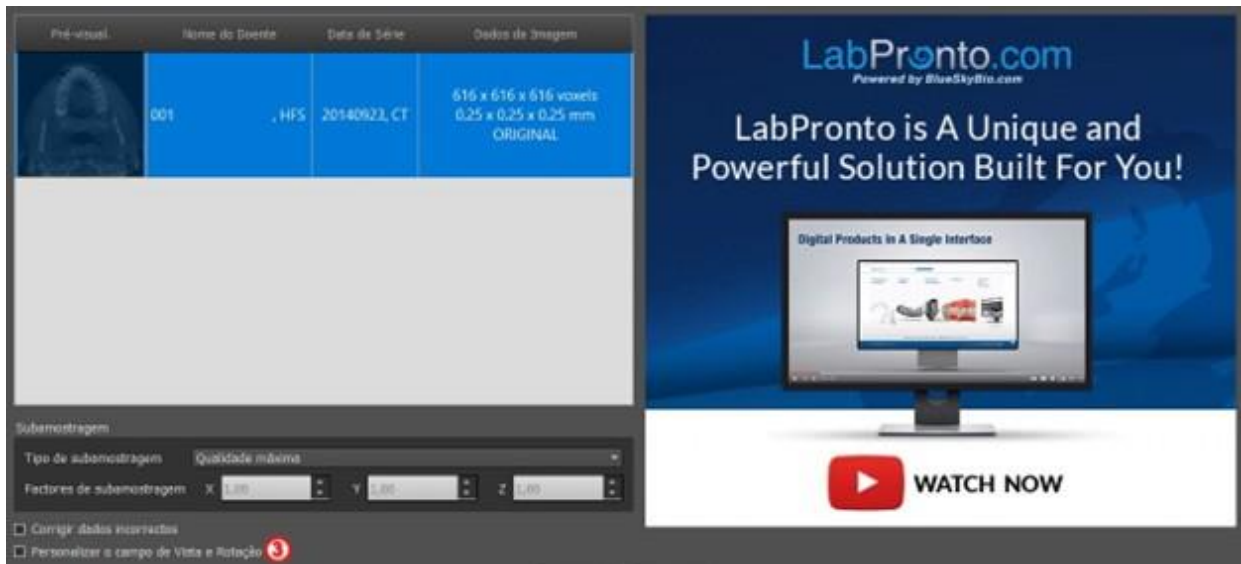 Pré-visual. Nome do Doente Data de Série Dados de Imagem
001 , HFS 20140923, CT 616 x 616 x 616 voxels
0.25 x 0.25 x 0.25 mm
ORIGINAL
Subamostragem
Tipo de subamostragem Qualidade máxima
Factores de subamostragem X 1,00 Y 1,00 Z 1,00
Corrigir dados incorrectos
Personalizar o campo de Vista e Rotação 3
LabPronto.com
Powered by BlueSkyBio.com
LabPronto is A Unique and
Powerful Solution Built For You!
Digital Products in A Single Interface
WATCH NOW